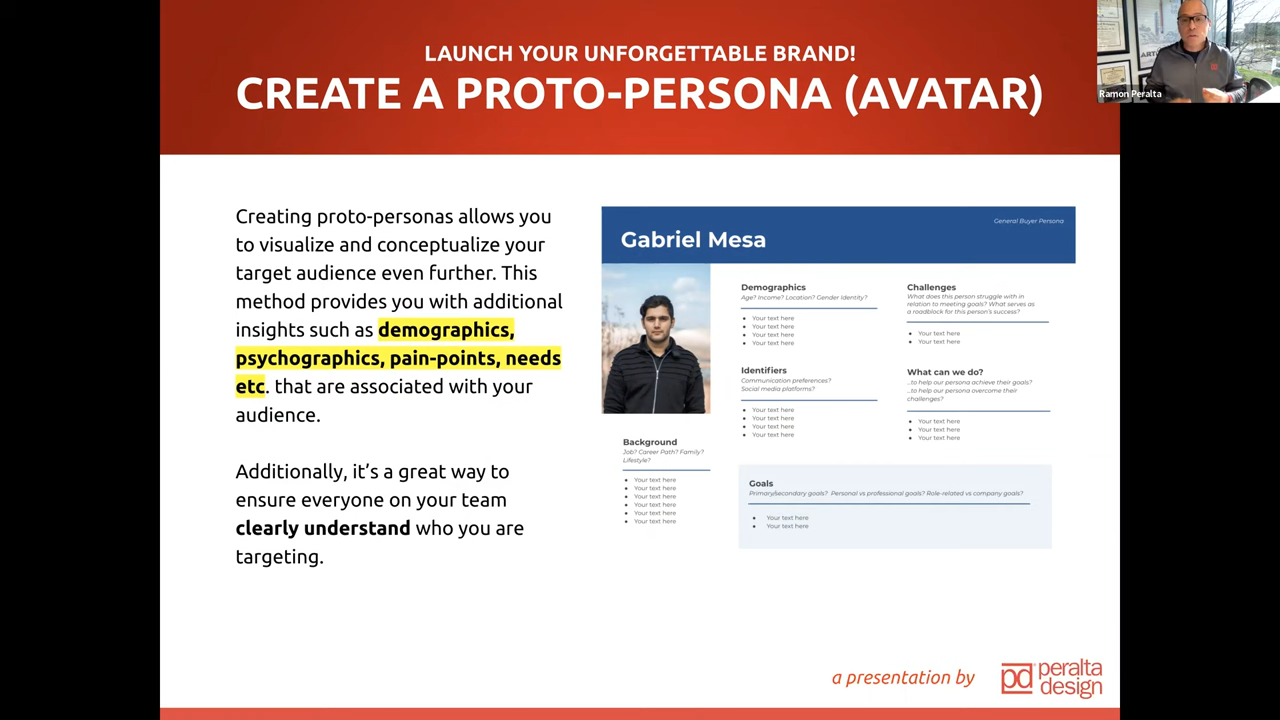 LAUNCH YOUR UNFORGETTABLE BRAND!
CREATE A PROTO-PERSONA (AVATAR)
Ramon Peralta
Creating proto-personas allows you
to visualize and conceptualize your
target audience even further. This
method provides you with additional
insights such as demographics,
psychographics, pain-points, needs
etc. that are associated with your
audience.
Additionally, it's a great way to
ensure everyone on your team
clearly understand who you are
targeting.
General Buyer Persona
Gabriel Mesa
Background
Job? Career Path? Family?
Lifestyle?
• Your text here
• Your text here
• Your text here
• Your text here
• Your text here
• Your text here
Demographics
Age? Income? Location? Gender Identity?
• Your text here
• Your text here
• Your text here
• Your text here
Identifiers
Communication preferences?
Social media platforms?
• Your text here
• Your text here
• Your text here
• Your text here
Challenges
What does this person struggle with in
relation to meeting goals? What serves as
a roadblock for this person's success?
• Your text here
• Your text here
What can we do?
...to help our persona achieve their goals?
...to help our persona overcome their
challenges?
• Your text here
• Your text here
• Your text here
Goals
Primary/secondary goals? Personal vs professional goals? Role-related vs company goals?
• Your text here
• Your text here
a presentation by
pd peralta
design